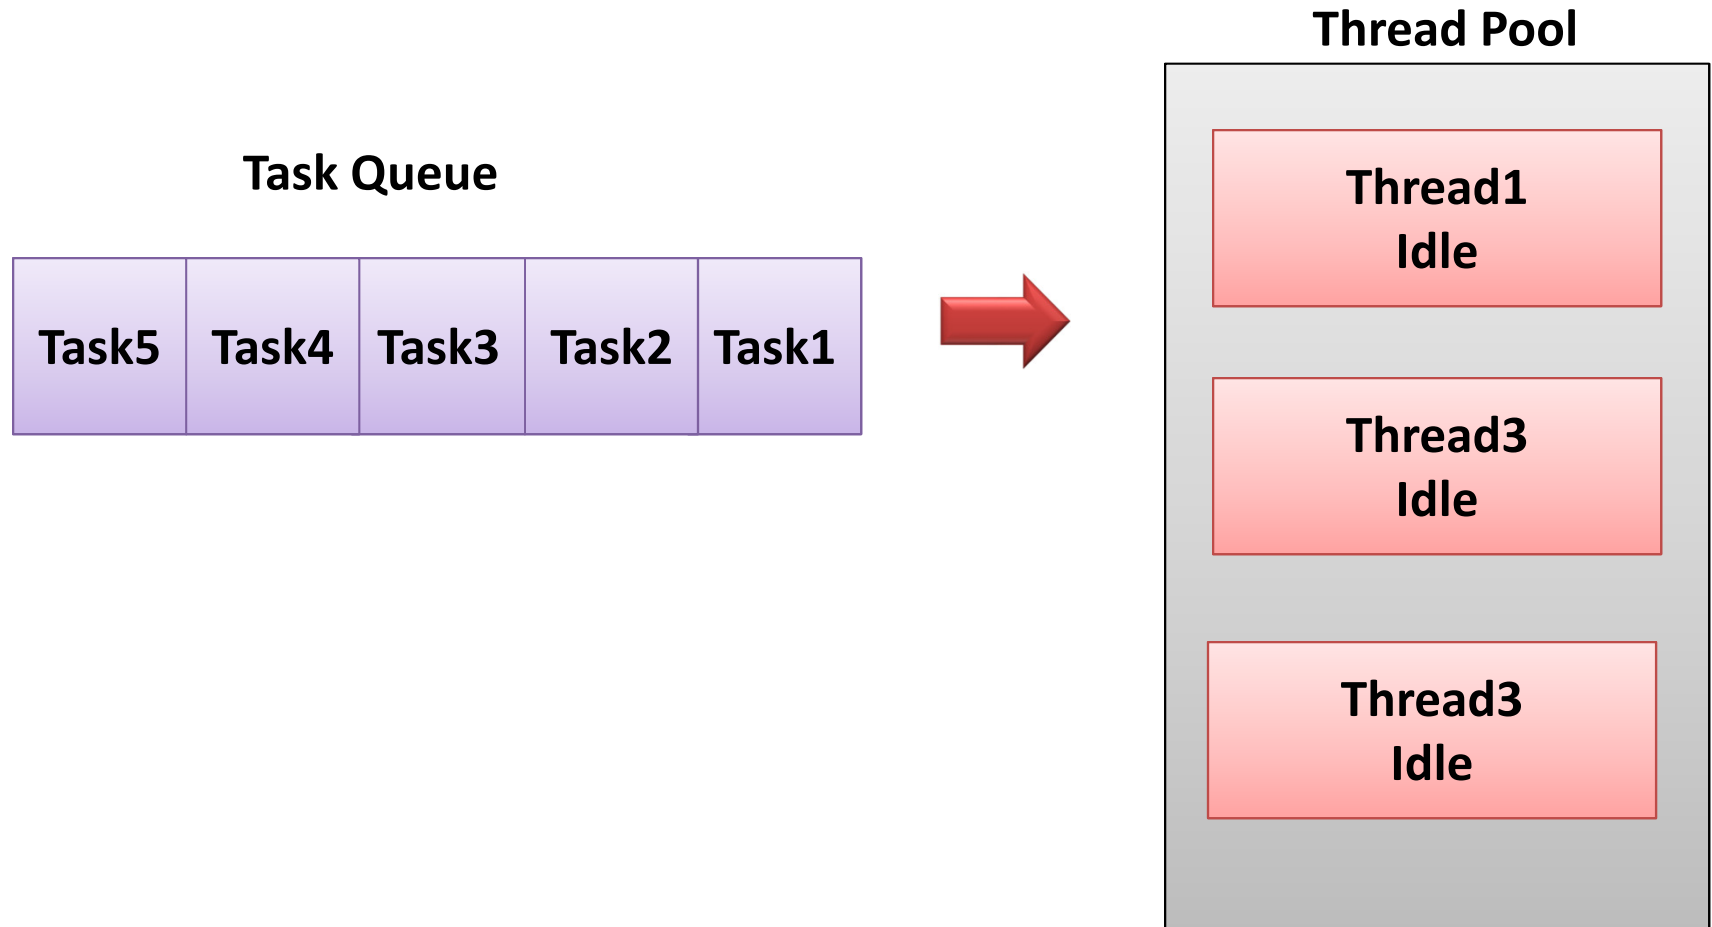 Thread Pool
Task Queue
Task5 Task4 Task3 Task2 Task1
Thread1
Idle
Thread3
Idle
Thread3
Idle